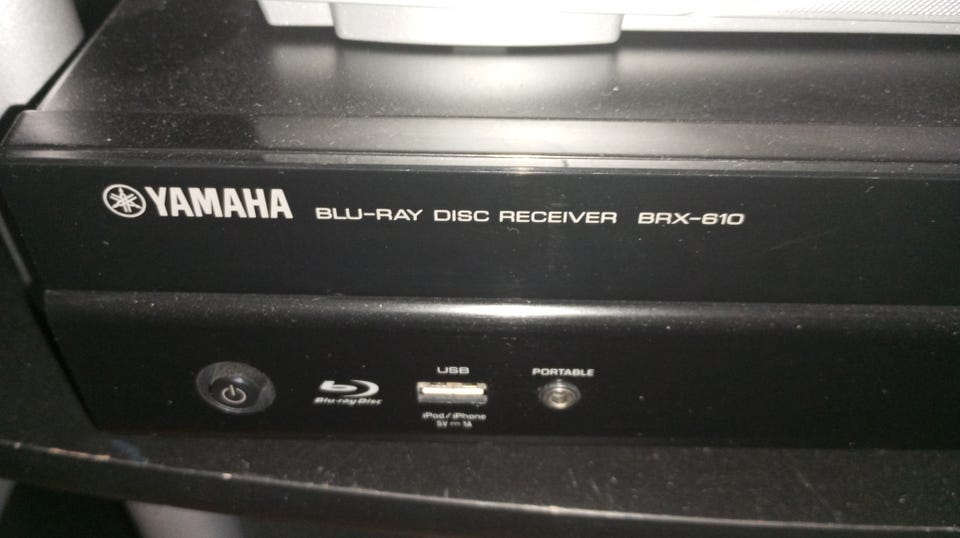 YAMAHA BLU-RAY DISC RECEIVER BRX-610
USB PORTABLE
Blu-ray Disc
iPod/iPhone
5V ⎓ 1A